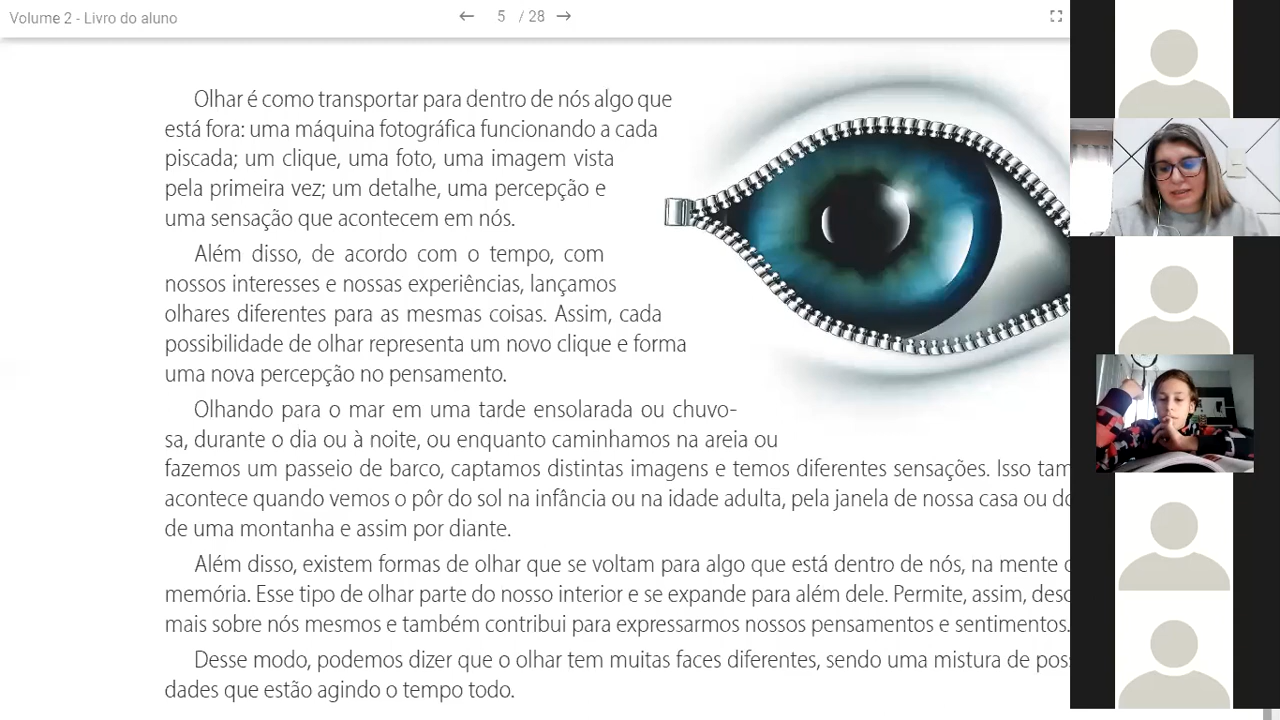 Volume 2 - Livro do aluno
5 / 28
Olhar é como transportar para dentro de nós algo que
está fora: uma máquina fotográfica funcionando a cada
piscada; um clique, uma foto, uma imagem vista
pela primeira vez; um detalhe, uma percepção e
uma sensação que acontecem em nós.
Além disso, de acordo com o tempo, com
nossos interesses e nossas experiências, lançamos
olhares diferentes para as mesmas coisas. Assim, cada
possibilidade de olhar representa um novo clique e forma
uma nova percepção no pensamento.
Olhando para o mar em uma tarde ensolarada ou chuvo-
sa, durante o dia ou à noite, ou enquanto caminhamos na areia ou
fazemos um passeio de barco, captamos distintas imagens e temos diferentes sensações. Isso
acontece quando vemos o pôr do sol na infância ou na idade adulta, pela janela de nossa casa ou
de uma montanha e assim por diante.
Além disso, existem formas de olhar que se voltam para algo que está dentro de nós, na mente
memória. Esse tipo de olhar parte do nosso interior e se expande para além dele. Permite, assim,
mais sobre nós mesmos e também contribui para expressarmos nossos pensamentos e sentimentos.
Desse modo, podemos dizer que o olhar tem muitas faces diferentes, sendo uma mistura de
dades que estão agindo o tempo todo.